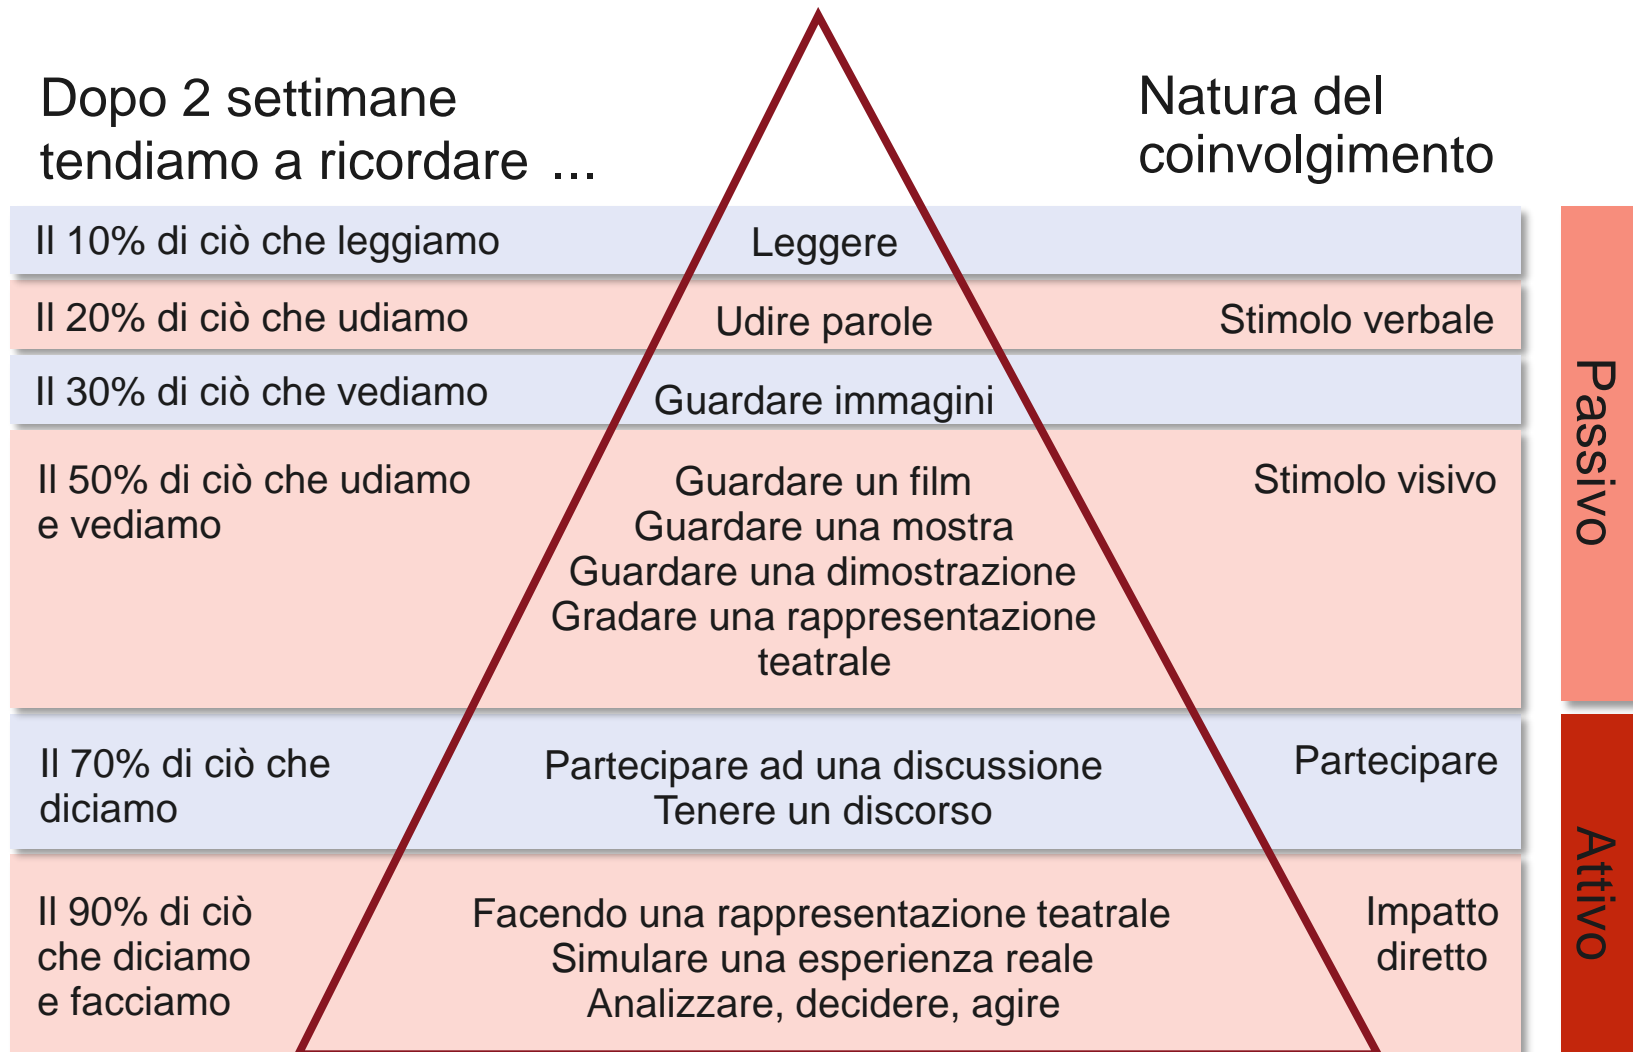 Dopo 2 settimane
tendiamo a ricordare ...
Natura del
coinvolgimento
Il 10% di ciò che leggiamo
Leggere
Il 20% di ciò che udiamo
Udire parole
Stimolo verbale
Il 30% di ciò che vediamo
Guardare immagini
Il 50% di ciò che udiamo
e vediamo
Guardare un film
Guardare una mostra
Guardare una dimostrazione
Gradare una rappresentazione
teatrale
Stimolo visivo
Passivo
Il 70% di ciò che
diciamo
Partecipare ad una discussione
Tenere un discorso
Partecipare
Il 90% di ciò
che diciamo
e facciamo
Facendo una rappresentazione teatrale
Simulare una esperienza reale
Analizzare, decidere, agire
Impatto
diretto
Attivo